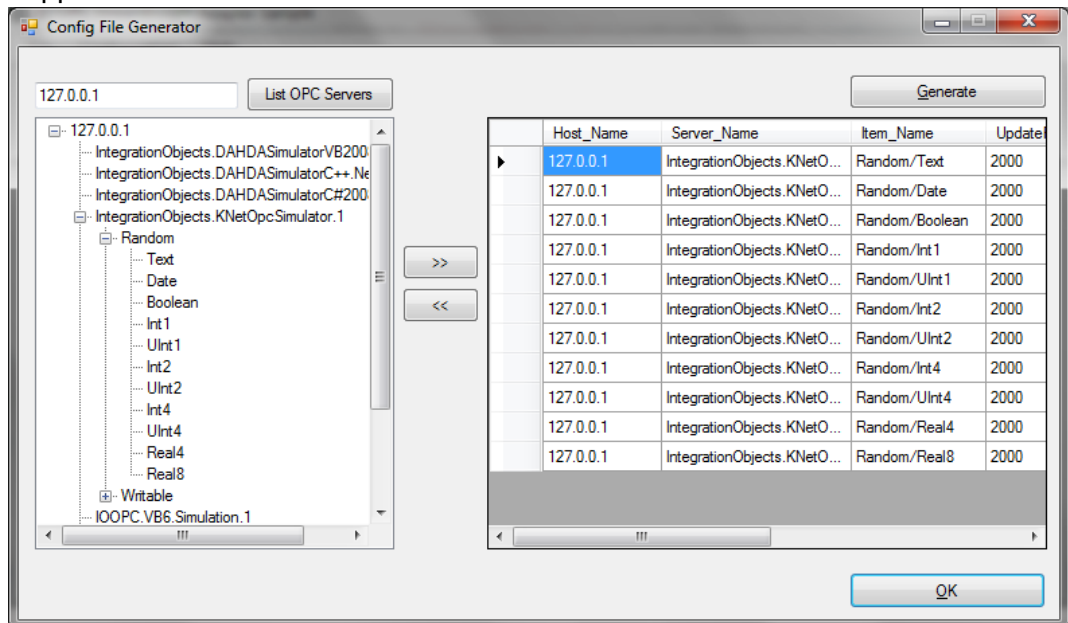 Config File Generator
127.0.0.1 List OPC Servers Generate
127.0.0.1
IntegrationObjects.DAHDASimulatorVB200
IntegrationObjects.DAHDASimulatorC++.Ne
IntegrationObjects.DAHDASimulatorC#200
IntegrationObjects.KNetOpcSimulator.1
Random
Text
Date
Boolean
Int1
UInt1
Int2
UInt2
Int4
UInt4
Real4
Real8
Writable
IOOPC.VB6.Simulation.1
>>
<<
Host_Name Server_Name Item_Name Update
127.0.0.1 IntegrationObjects.KNetO... Random/Text 2000
127.0.0.1 IntegrationObjects.KNetO... Random/Date 2000
127.0.0.1 IntegrationObjects.KNetO... Random/Boolean 2000
127.0.0.1 IntegrationObjects.KNetO... Random/Int1 2000
127.0.0.1 IntegrationObjects.KNetO... Random/UInt1 2000
127.0.0.1 IntegrationObjects.KNetO... Random/Int2 2000
127.0.0.1 IntegrationObjects.KNetO... Random/UInt2 2000
127.0.0.1 IntegrationObjects.KNetO... Random/Int4 2000
127.0.0.1 IntegrationObjects.KNetO... Random/UInt4 2000
127.0.0.1 IntegrationObjects.KNetO... Random/Real4 2000
127.0.0.1 IntegrationObjects.KNetO... Random/Real8 2000
OK